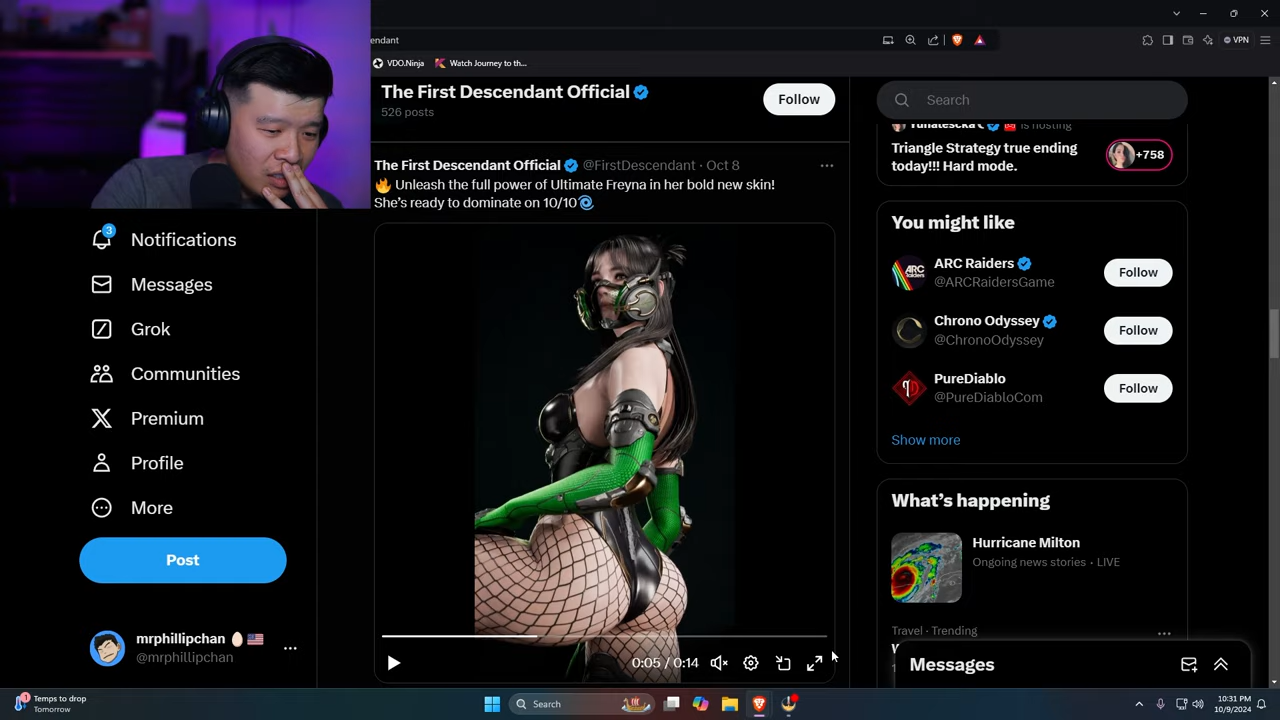 endant
VPN
VDO.Ninja
Watch Journey to th...
The First Descendant Official
526 posts
Follow
The First Descendant Official @FirstDescendant · Oct 8
🔥 Unleash the full power of Ultimate Freyna in her bold new skin!
She's ready to dominate on 10/10🌀
0:05 / 0:14
3
Notifications
Messages
Grok
Communities
Premium
Profile
More
Post
mrphillipchan 🥚🇺🇸
@mrphillipchan
Search
is hosting
Triangle Strategy true ending
today!!! Hard mode.
+758
You might like
ARC Raiders
@ARCRaidersGame
Follow
Chrono Odyssey
@ChronoOdyssey
Follow
PureDiablo
@PureDiabloCom
Follow
Show more
What's happening
Hurricane Milton
Ongoing news stories · LIVE
Travel · Trending
Messages
1
Temps to drop
Tomorrow
Search
10:31 PM
10/9/2024